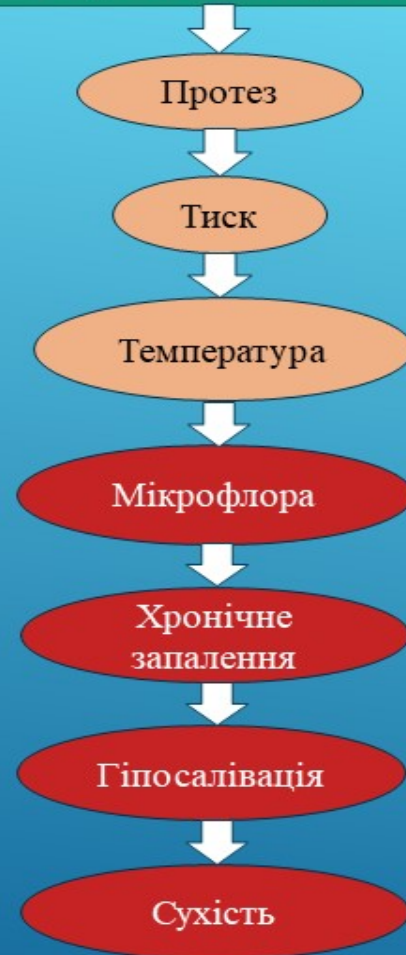 Протез
Тиск
Температура
Мікрофлора
Хронічне
запалення
Гіпосалівація
Сухість